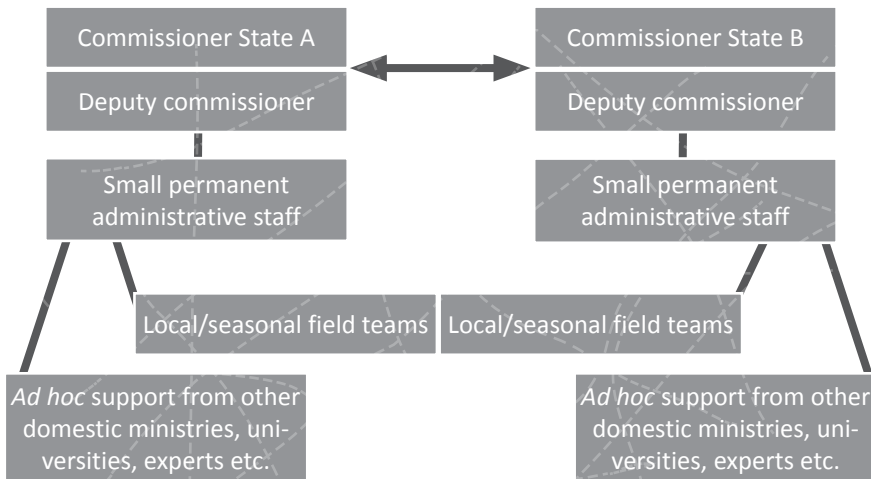 Commissioner State A
Commissioner State B
Deputy commissioner
Deputy commissioner
Small permanent
administrative staff
Small permanent
administrative staff
Local/seasonal field teams
Local/seasonal field teams
Ad hoc support from other
domestic ministries, uni-
versities, experts etc.
Ad hoc support from other
domestic ministries, uni-
versities, experts etc.